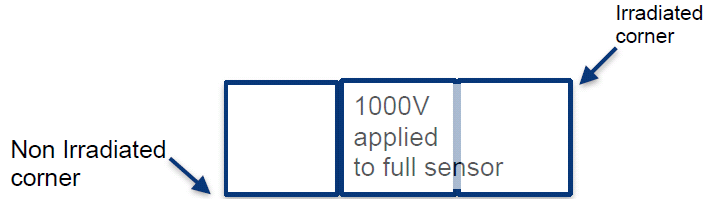 Irradiated
corner
1000V
applied
to full sensor
Non Irradiated
corner